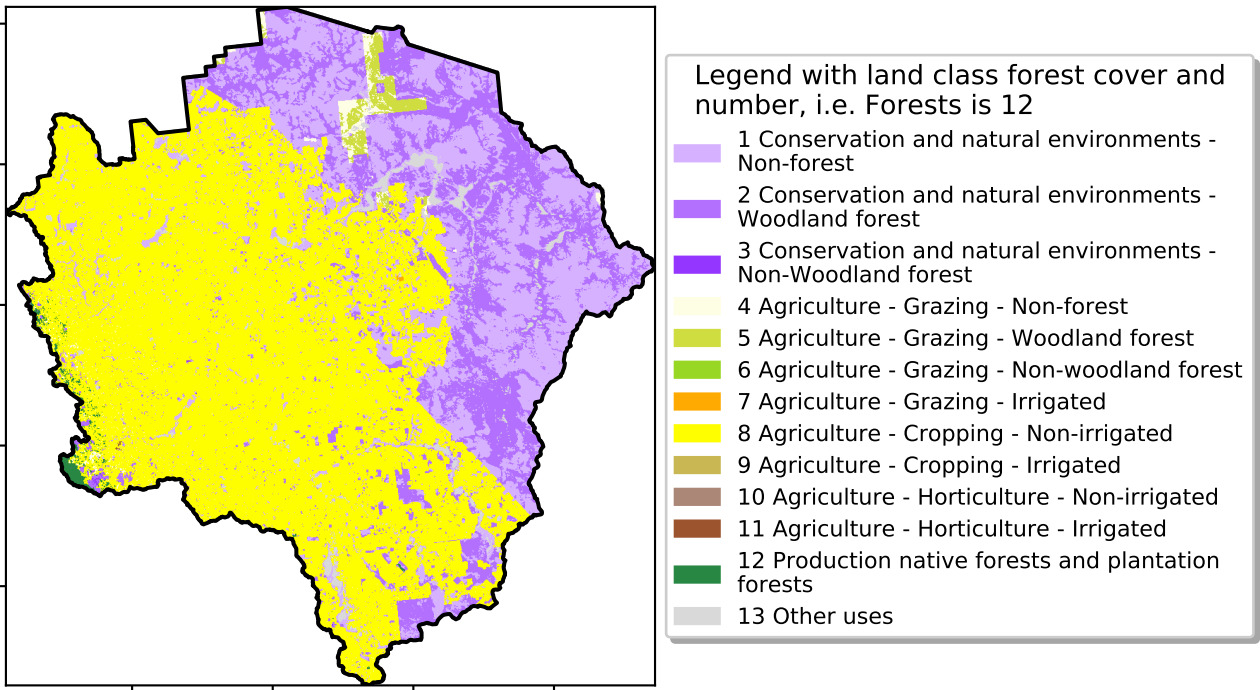 Legend with land class forest cover and
number, i.e. Forests is 12
1 Conservation and natural environments -
Non-forest
2 Conservation and natural environments -
Woodland forest
3 Conservation and natural environments -
Non-Woodland forest
4 Agriculture - Grazing - Non-forest
5 Agriculture - Grazing - Woodland forest
6 Agriculture - Grazing - Non-woodland forest
7 Agriculture - Grazing - Irrigated
8 Agriculture - Cropping - Non-irrigated
9 Agriculture - Cropping - Irrigated
10 Agriculture - Horticulture - Non-irrigated
11 Agriculture - Horticulture - Irrigated
12 Production native forests and plantation
forests
13 Other uses